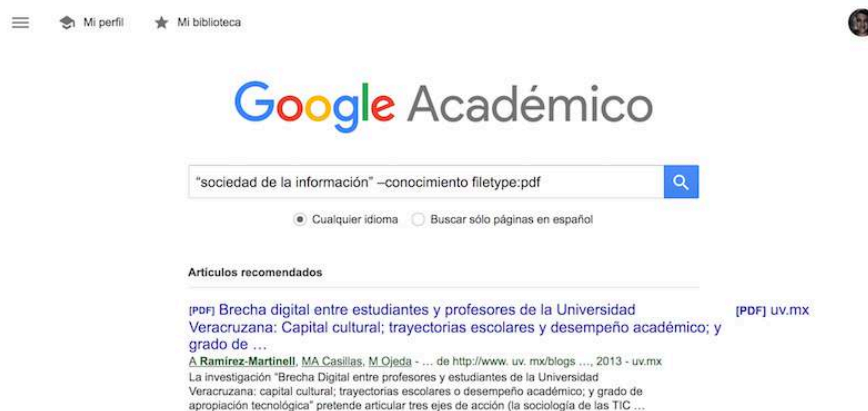 Mi perfil Mi biblioteca
Google Académico
“sociedad de la información” –conocimiento filetype:pdf
Cualquier idioma Buscar sólo páginas en español
Artículos recomendados
[PDF] Brecha digital entre estudiantes y profesores de la Universidad [PDF] uv.mx
Veracruzana: Capital cultural; trayectorias escolares y desempeño académico; y
grado de …
A Ramírez-Martinell, MA Casillas, M Ojeda - … de http://www. uv. mx/blogs …, 2013 - uv.mx
La investigación “Brecha Digital entre profesores y estudiantes de la Universidad
Veracruzana: capital cultural; trayectorias escolares o desempeño académico; y grado de
apropiación tecnológica” pretende articular tres ejes de acción (la sociología de las TIC …